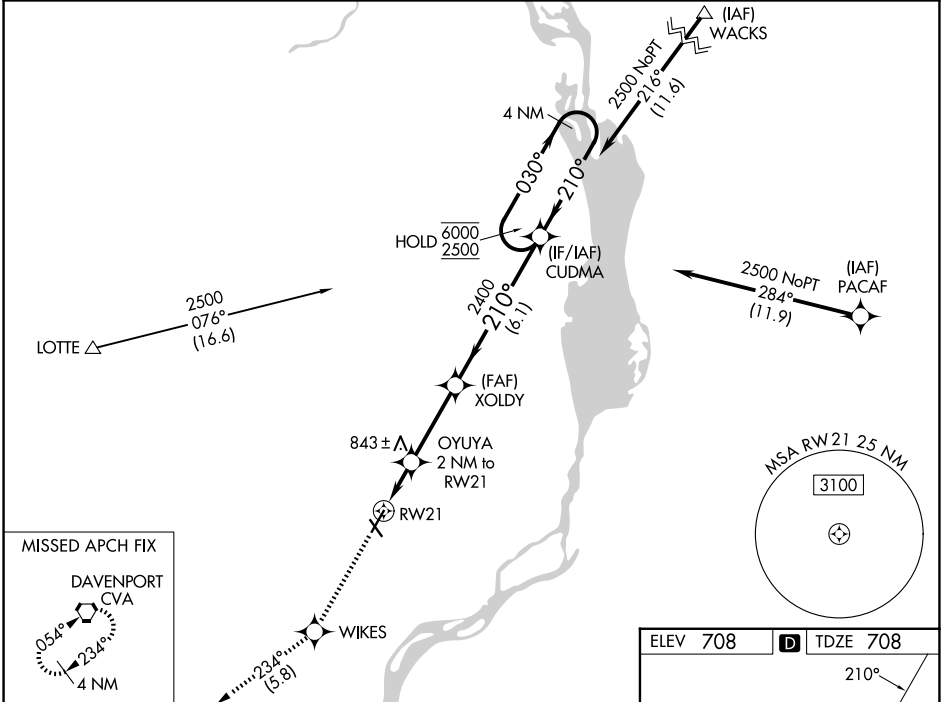 (IAF)
WACKS
2500 NoPT
216°
(11.6)
4 NM
030°
210°
HOLD 6000
2500
(IF/IAF)
CUDMA
2500 NoPT
284°
(11.9)
(IAF)
PACAF
2500
076°
(16.6)
LOTTE
2400
210°
(6.1)
(FAF)
XOLDY
843 ±
OYUYA
2 NM to
RW21
RW21
MSA RW 21 25 NM
3100
MISSED APCH FIX
DAVENPORT
CVA
054°
234°
4 NM
WIKES
234°
(5.8)
ELEV 708 D TDZE 708
210°